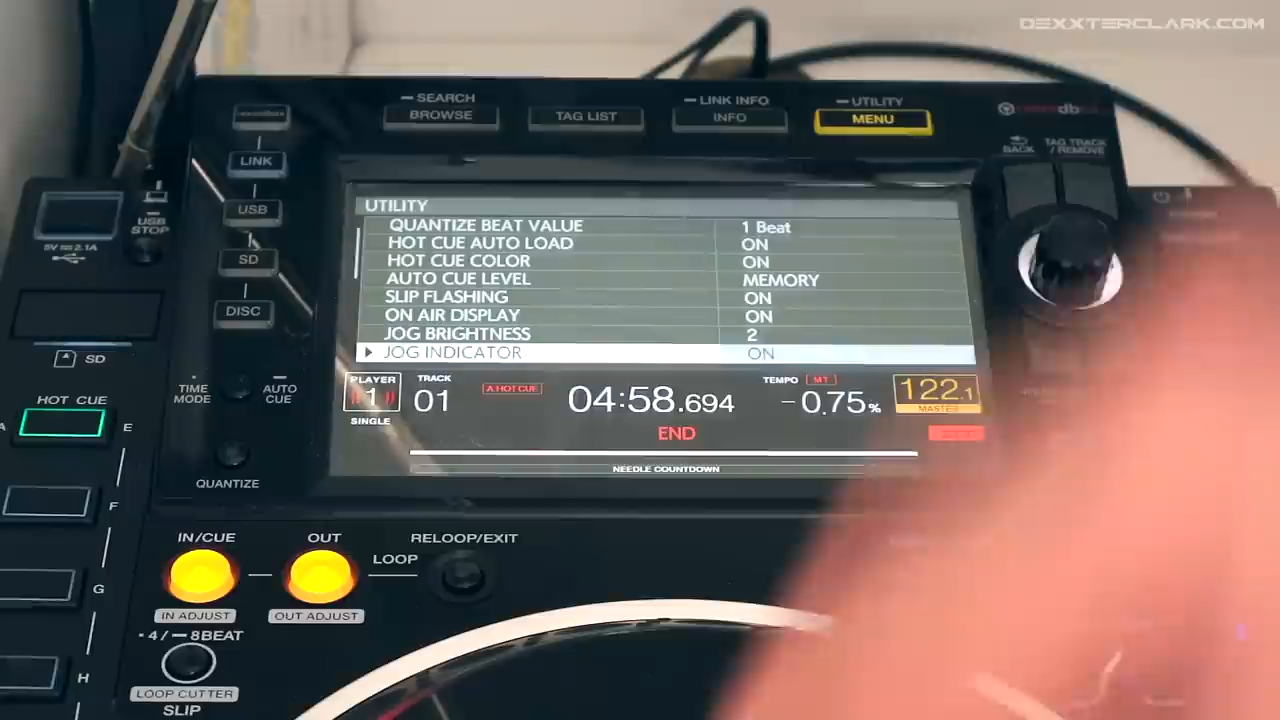 DEXXTERCLARK.COM
SEARCH
BROWSE
TAG LIST
LINK INFO
INFO
UTILITY
MENU
BACK
TAG TRACK
/ REMOVE
LINK
USB
SD
DISC
USB
STOP
5V 2.1A
SD
TIME
MODE
AUTO
CUE
HOT CUE
A
E
F
G
H
QUANTIZE
UTILITY
QUANTIZE BEAT VALUE 1 Beat
HOT CUE AUTO LOAD ON
HOT CUE COLOR ON
AUTO CUE LEVEL MEMORY
SLIP FLASHING ON
ON AIR DISPLAY ON
JOG BRIGHTNESS 2
JOG INDICATOR ON
PLAYER
1
SINGLE
TRACK
01
A.HOT CUE
04:58.694
END
TEMPO MT
-0.75%
122.1
MASTER
NEEDLE COUNTDOWN
IN/CUE
OUT
LOOP
RELOOP/EXIT
IN ADJUST
OUT ADJUST
4/ 8BEAT
LOOP CUTTER
SLIP